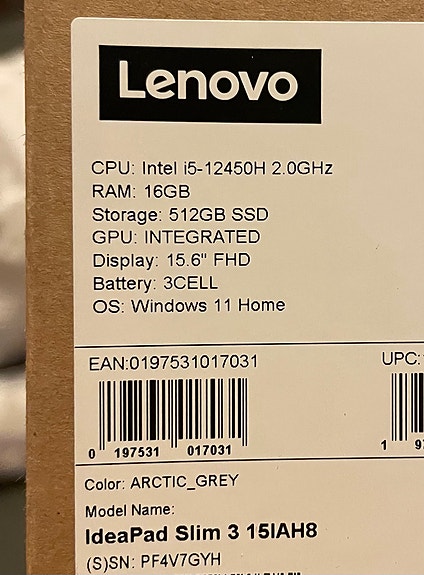 Lenovo
CPU: Intel i5-12450H 2.0GHz
RAM: 16GB
Storage: 512GB SSD
GPU: INTEGRATED
Display: 15.6" FHD
Battery: 3CELL
OS: Windows 11 Home
EAN:0197531017031
UPC:
0 197531 017031
1 97
Color: ARCTIC_GREY
Model Name:
IdeaPad Slim 3 15IAH8
(S)SN: PF4V7GYH